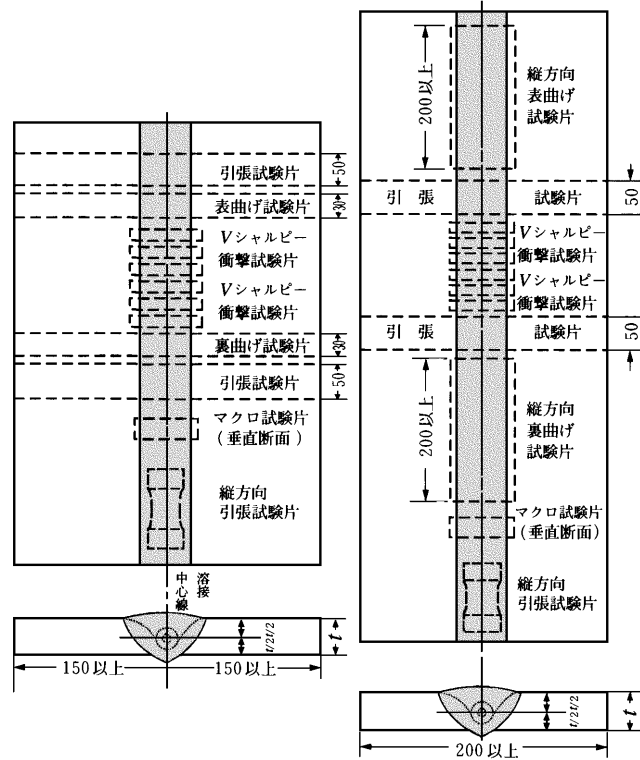 引張試験片
50
表曲げ試験片
30
Vシャルピー
衝撃試験片
Vシャルピー
衝撃試験片
裏曲げ試験片
30
引張試験片
50
マクロ試験片
(垂直断面)
縦方向
引張試験片
溶接
中心線
t/2 t/2
t
150以上
150以上
縦方向
表曲げ
試験片
200以上
引張 試験片
50
Vシャルピー
衝撃試験片
Vシャルピー
衝撃試験片
引張 試験片
50
縦方向
裏曲げ
試験片
200以上
マクロ試験片
(垂直断面)
縦方向
引張試験片
t/2 t/2
t
200以上